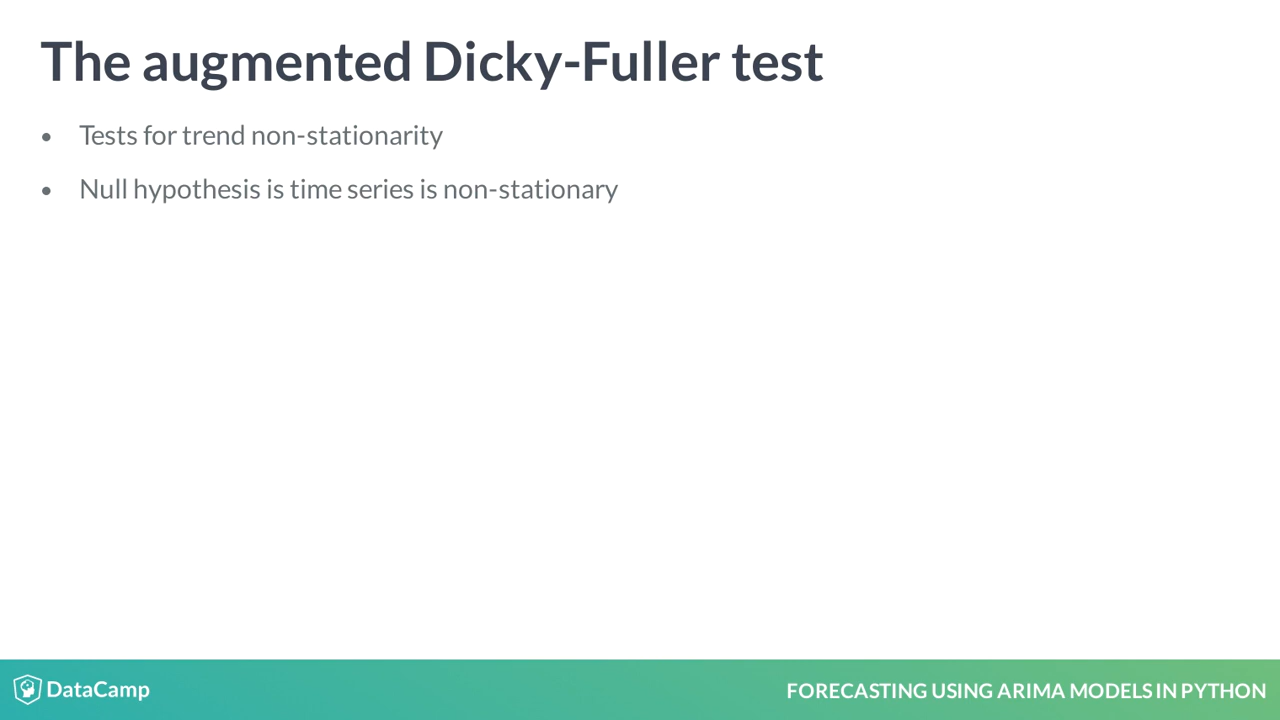 The augmented Dicky-Fuller test
• Tests for trend non-stationarity
• Null hypothesis is time series is non-stationary
DataCamp
FORECASTING USING ARIMA MODELS IN PYTHON